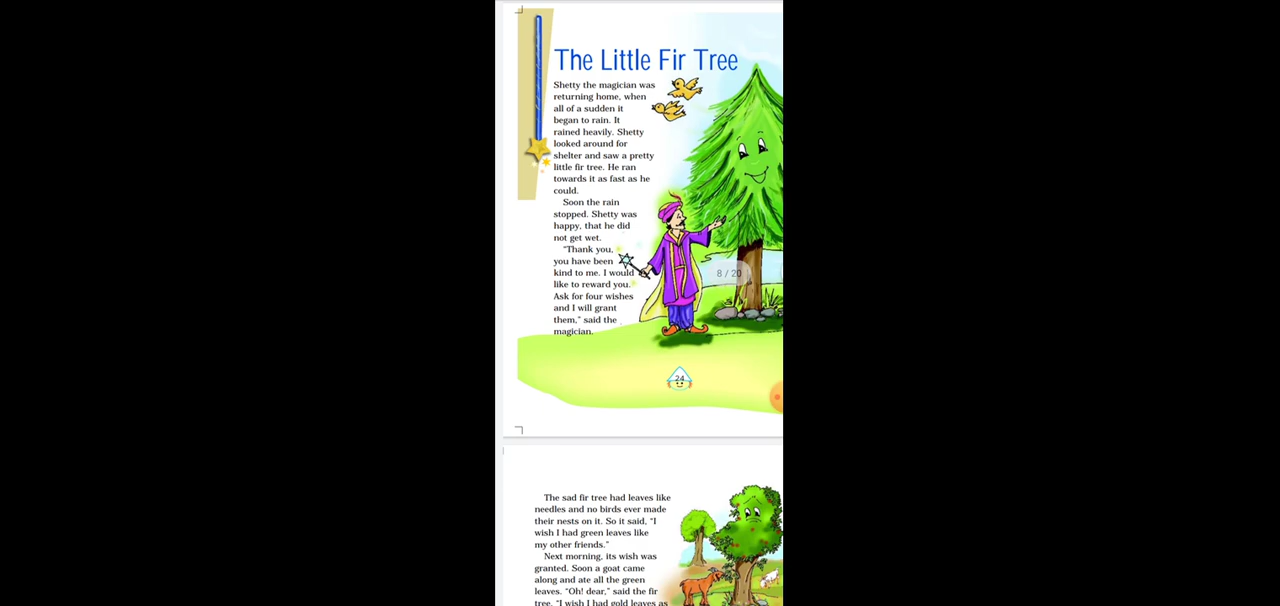 The Little Fir Tree
Shetty the magician was
returning home, when
all of a sudden it
began to rain. It
rained heavily. Shetty
looked around for
shelter and saw a pretty
little fir tree. He ran
towards it as fast as he
could.
Soon the rain
stopped. Shetty was
happy, that he did
not get wet.
“Thank you,
you have been
kind to me. I would
like to reward you.
Ask for four wishes
and I will grant
them,” said the
magician.
8 / 20
24
The sad fir tree had leaves like
needles and no birds ever made
their nests on it. So it said, “I
wish I had green leaves like
my other friends.”
Next morning, its wish was
granted. Soon a goat came
along and ate all the green
leaves. “Oh! dear,” said the fir
tree. “I wish I had gold leaves as